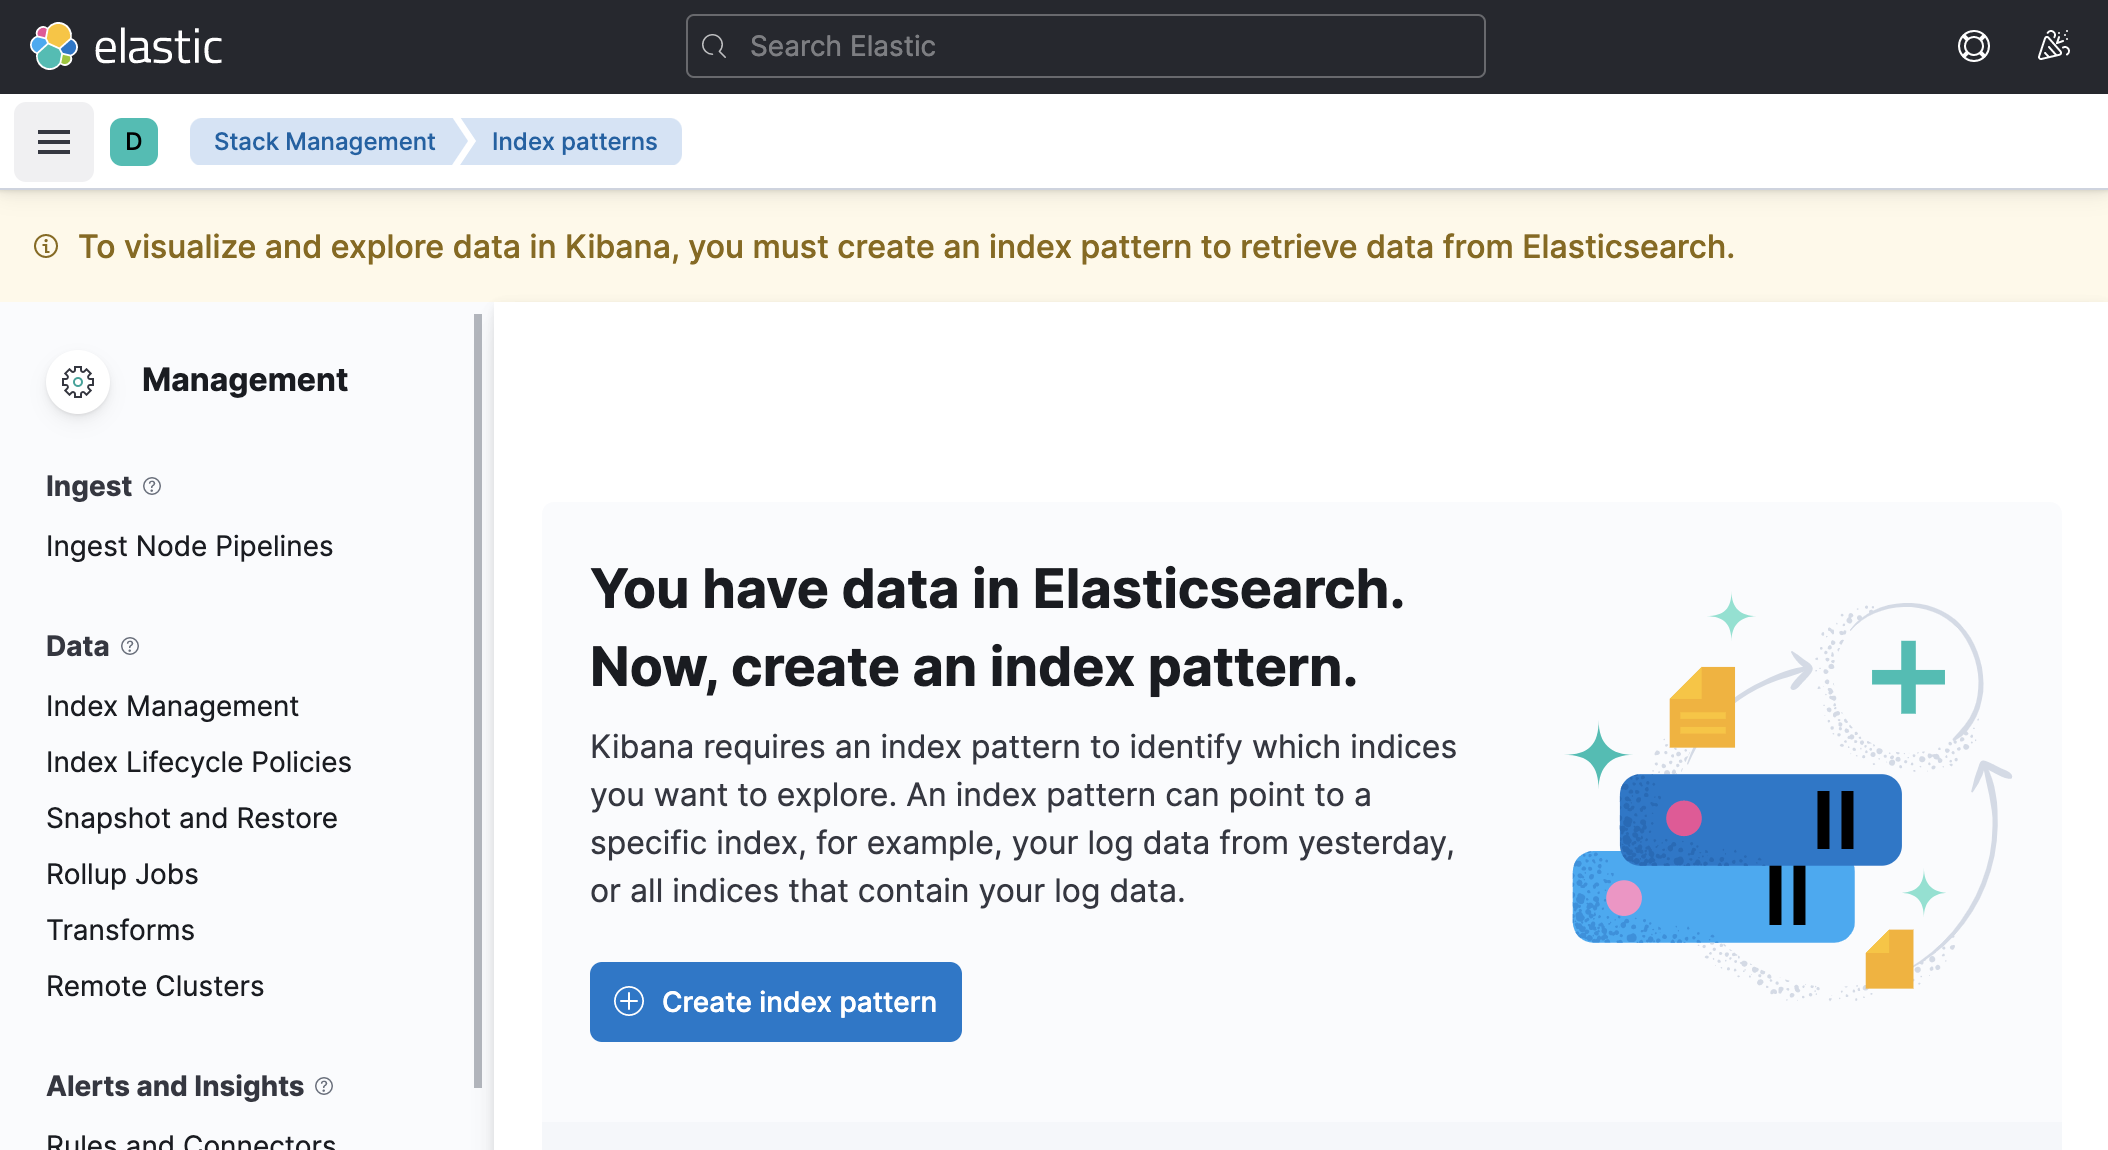 elastic
Search Elastic
D
Stack Management
Index patterns
To visualize and explore data in Kibana, you must create an index pattern to retrieve data from Elasticsearch.
Management
Ingest
Ingest Node Pipelines
Data
Index Management
Index Lifecycle Policies
Snapshot and Restore
Rollup Jobs
Transforms
Remote Clusters
Alerts and Insights
Rules and Connectors
You have data in Elasticsearch.
Now, create an index pattern.
Kibana requires an index pattern to identify which indices
you want to explore. An index pattern can point to a
specific index, for example, your log data from yesterday,
or all indices that contain your log data.
Create index pattern